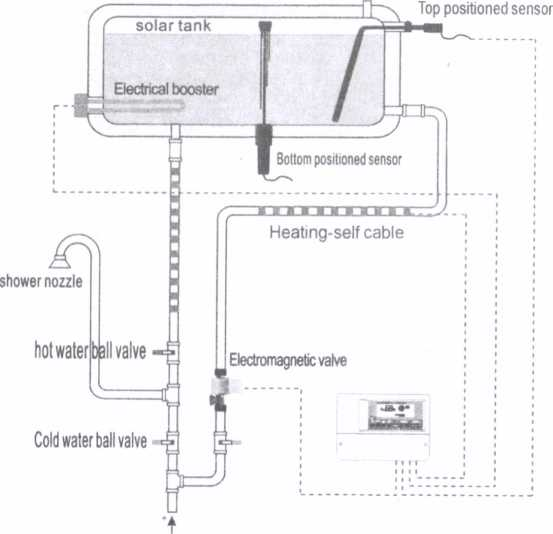 Top positioned sensor
solar tank
Electrical booster
Bottom positioned sensor
Heating-self cable
shower nozzle
hot water ball valve
Electromagnetic valve
Cold water ball valve